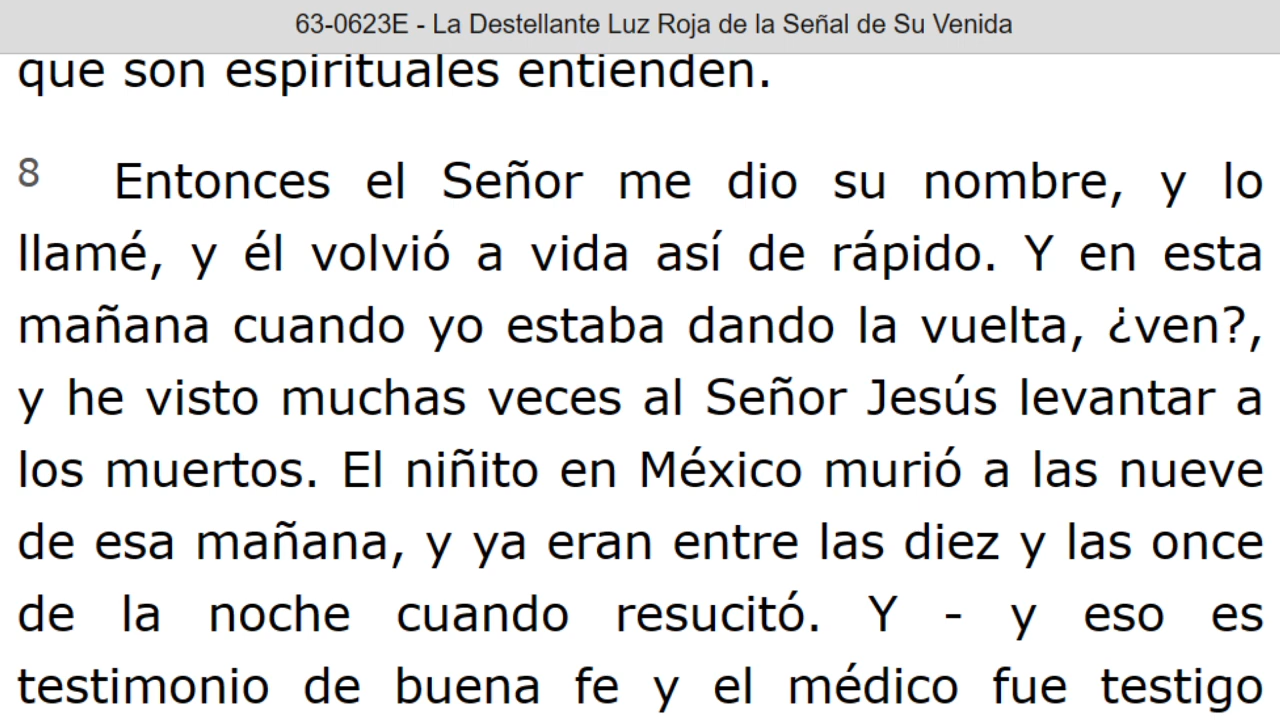 63-0623E - La Destellante Luz Roja de la Señal de Su Venida
que son espirituales entienden.
8 Entonces el Señor me dio su nombre, y lo
llamé, y él volvió a vida así de rápido. Y en esta
mañana cuando yo estaba dando la vuelta, ¿ven?,
y he visto muchas veces al Señor Jesús levantar a
los muertos. El niñito en México murió a las nueve
de esa mañana, y ya eran entre las diez y las once
de la noche cuando resucitó. Y - y eso es
testimonio de buena fe y el médico fue testigo